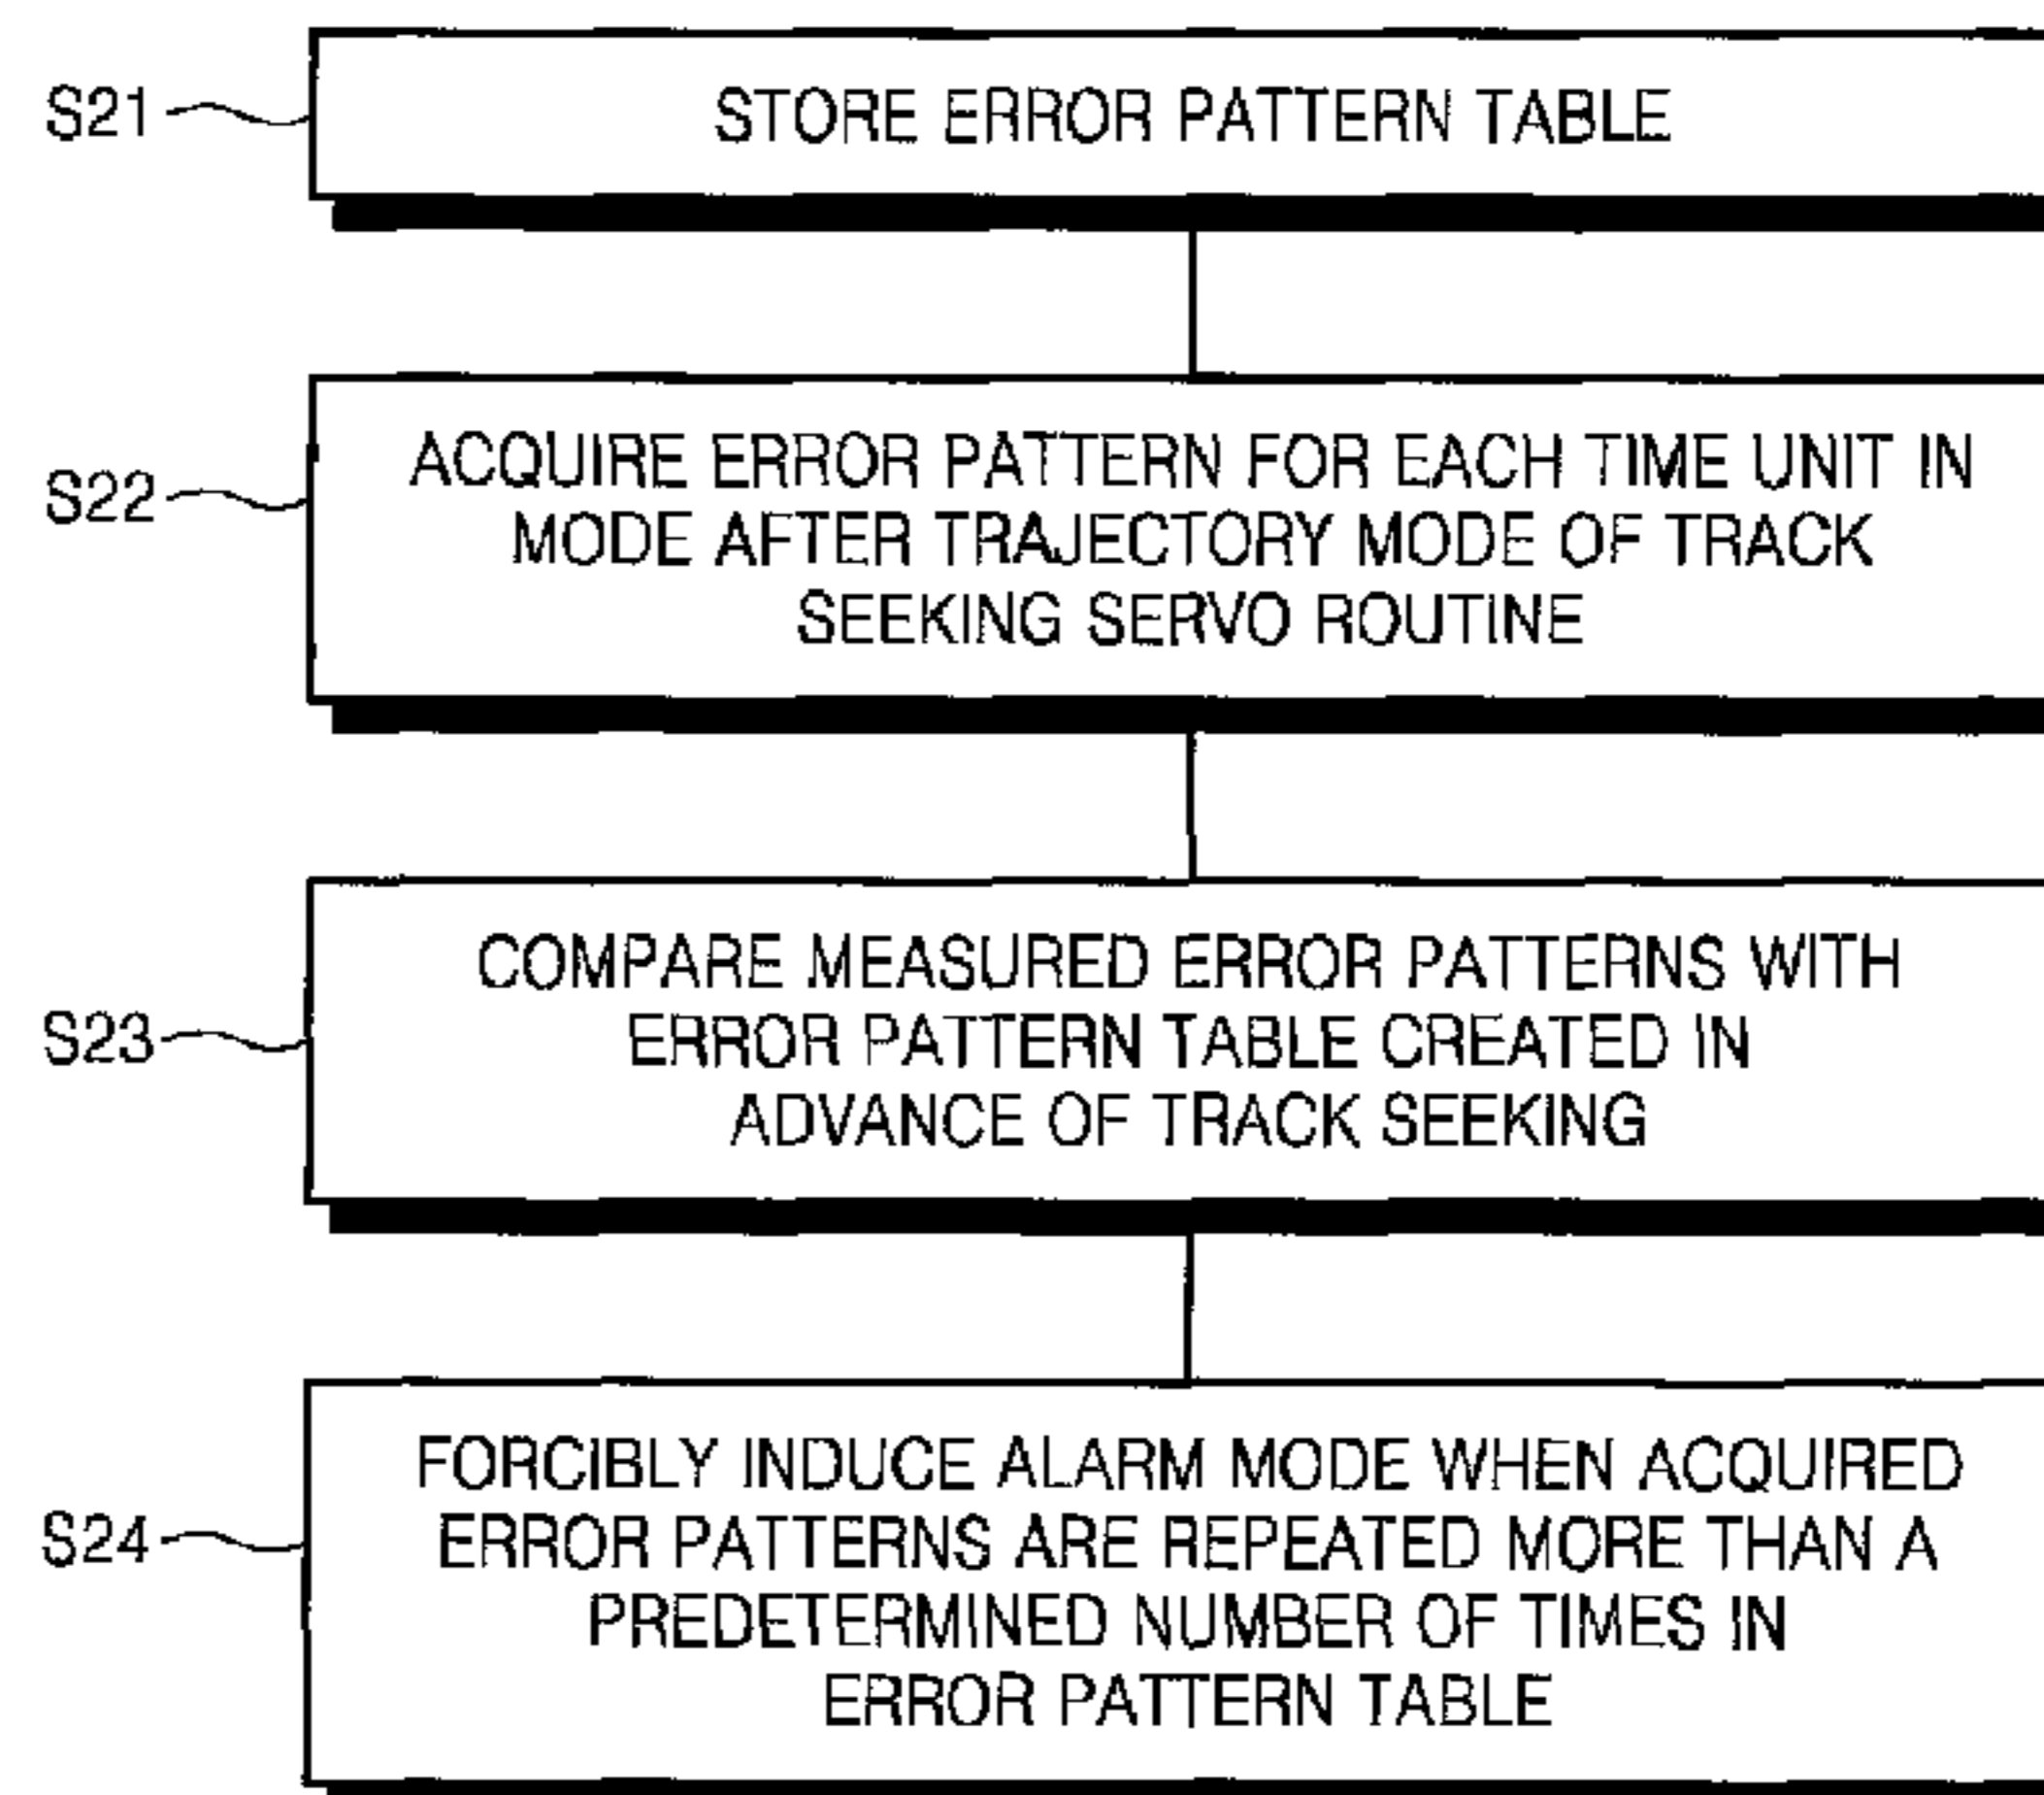 S21
STORE ERROR PATTERN TABLE
S22
ACQUIRE ERROR PATTERN FOR EACH TIME UNIT IN
MODE AFTER TRAJECTORY MODE OF TRACK
SEEKING SERVO ROUTINE
S23
COMPARE MEASURED ERROR PATTERNS WITH
ERROR PATTERN TABLE CREATED IN
ADVANCE OF TRACK SEEKING
S24
FORCIBLY INDUCE ALARM MODE WHEN ACQUIRED
ERROR PATTERNS ARE REPEATED MORE THAN A
PREDETERMINED NUMBER OF TIMES IN
ERROR PATTERN TABLE